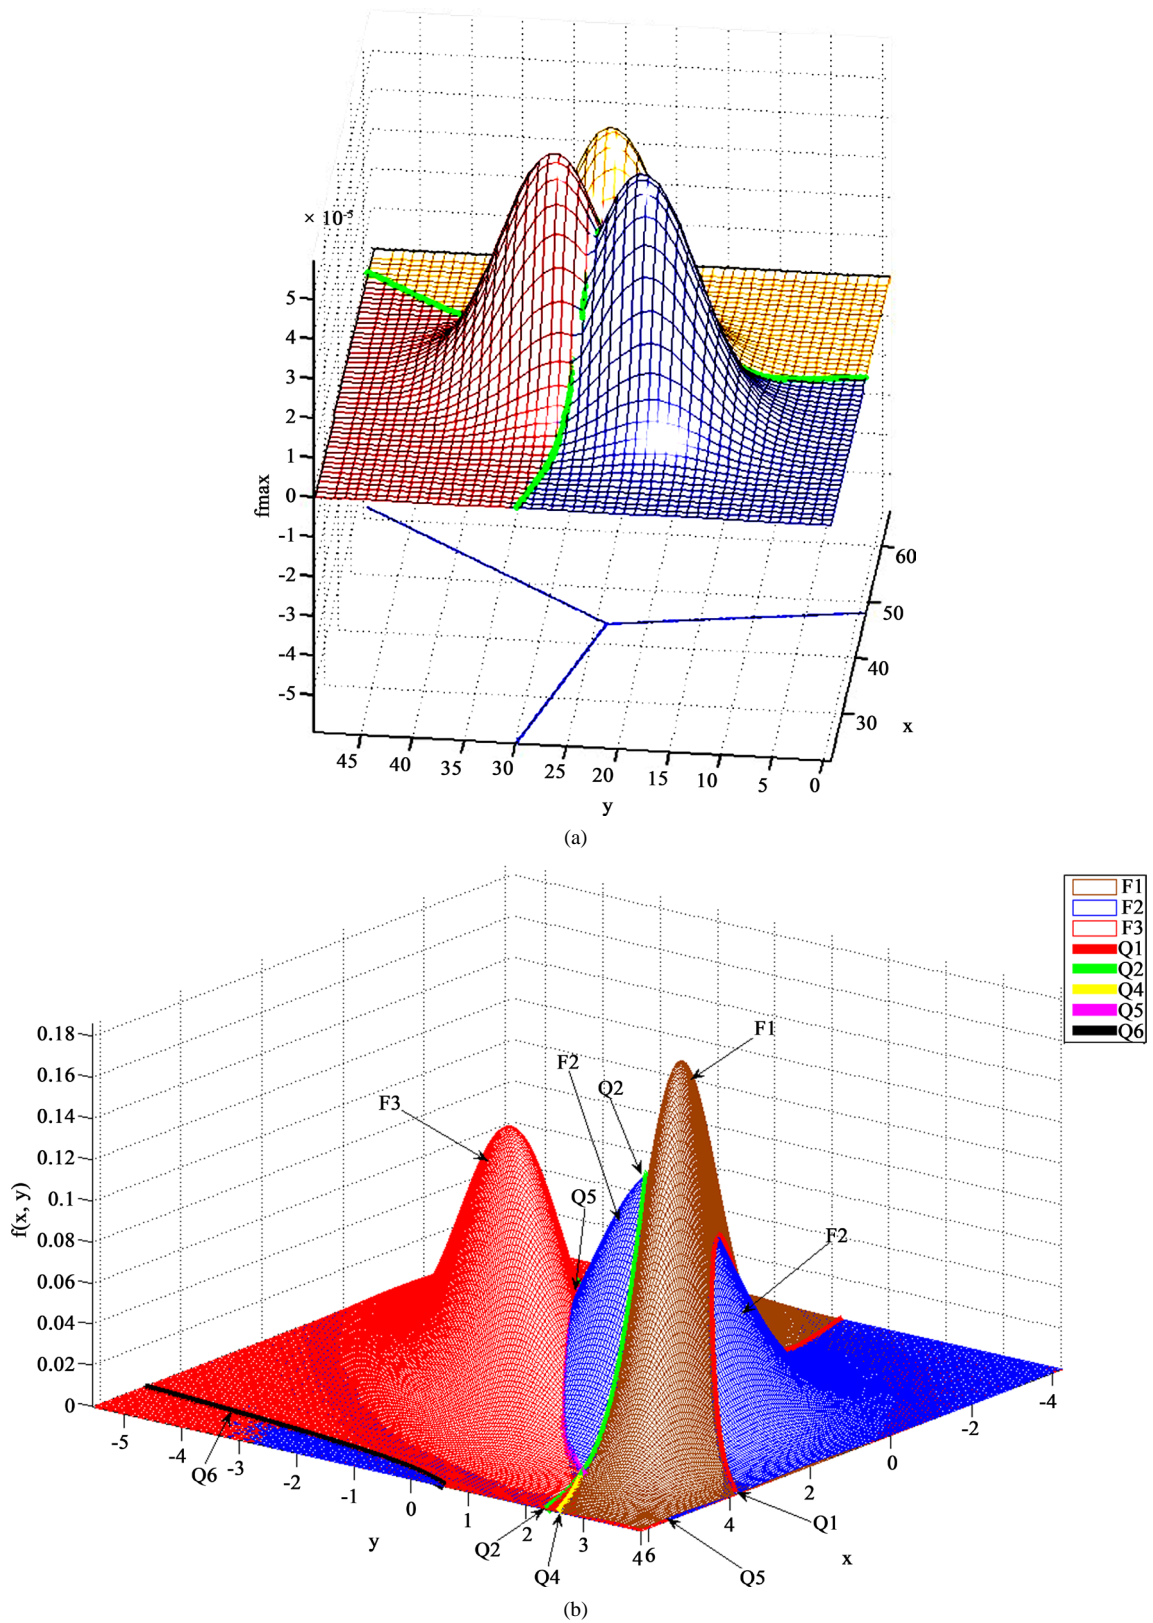 × 10-5
5
4
3
2
1
0
-1
-2
-3
-4
-5
fmax
60
50
40
30
x
45
40
35
30
25
20
15
10
5
0
y
(a)
F1
F2
F3
Q1
Q2
Q4
Q5
Q6
0.18
0.16
0.14
0.12
0.1
0.08
0.06
0.04
0.02
0
f(x, y)
F1
F2
Q2
F3
Q5
F2
Q6
Q2
Q4
Q5
Q1
-5
-4
-3
-2
-1
0
1
2
3
4
y
6
4
2
0
-2
-4
x
(b)